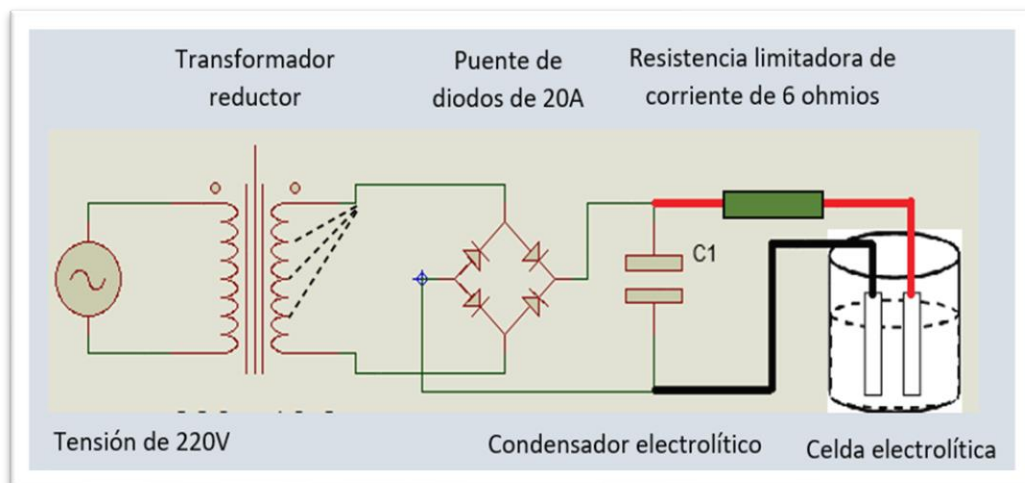 Transformador
reductor
Puente de
diodos de 20A
Resistencia limitadora de
corriente de 6 ohmios
C1
Tensión de 220V
Condensador electrolítico
Celda electrolítica